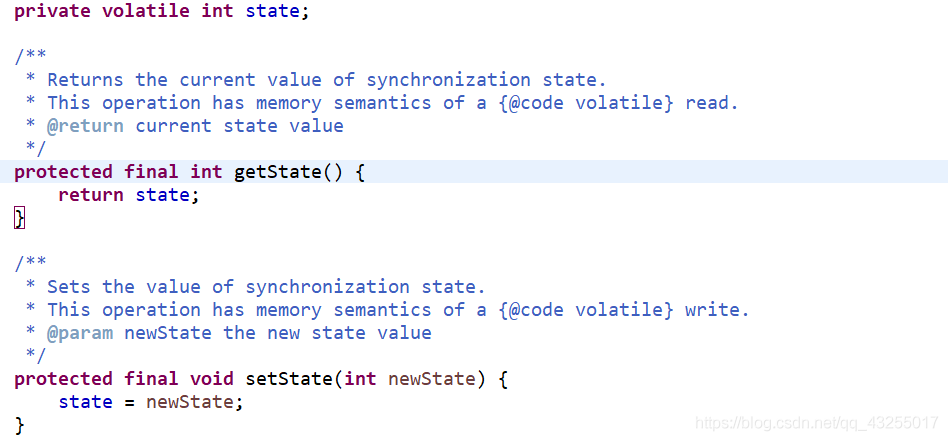 private volatile int state;

/**
 * Returns the current value of synchronization state.
 * This operation has memory semantics of a {@code volatile} read.
 * @return current state value
 */
protected final int getState() {
    return state;
}

/**
 * Sets the value of synchronization state.
 * This operation has memory semantics of a {@code volatile} write.
 * @param newState the new state value
 */
protected final void setState(int newState) {
    state = newState;
}
https://blog.csdn.net/qq_43255017